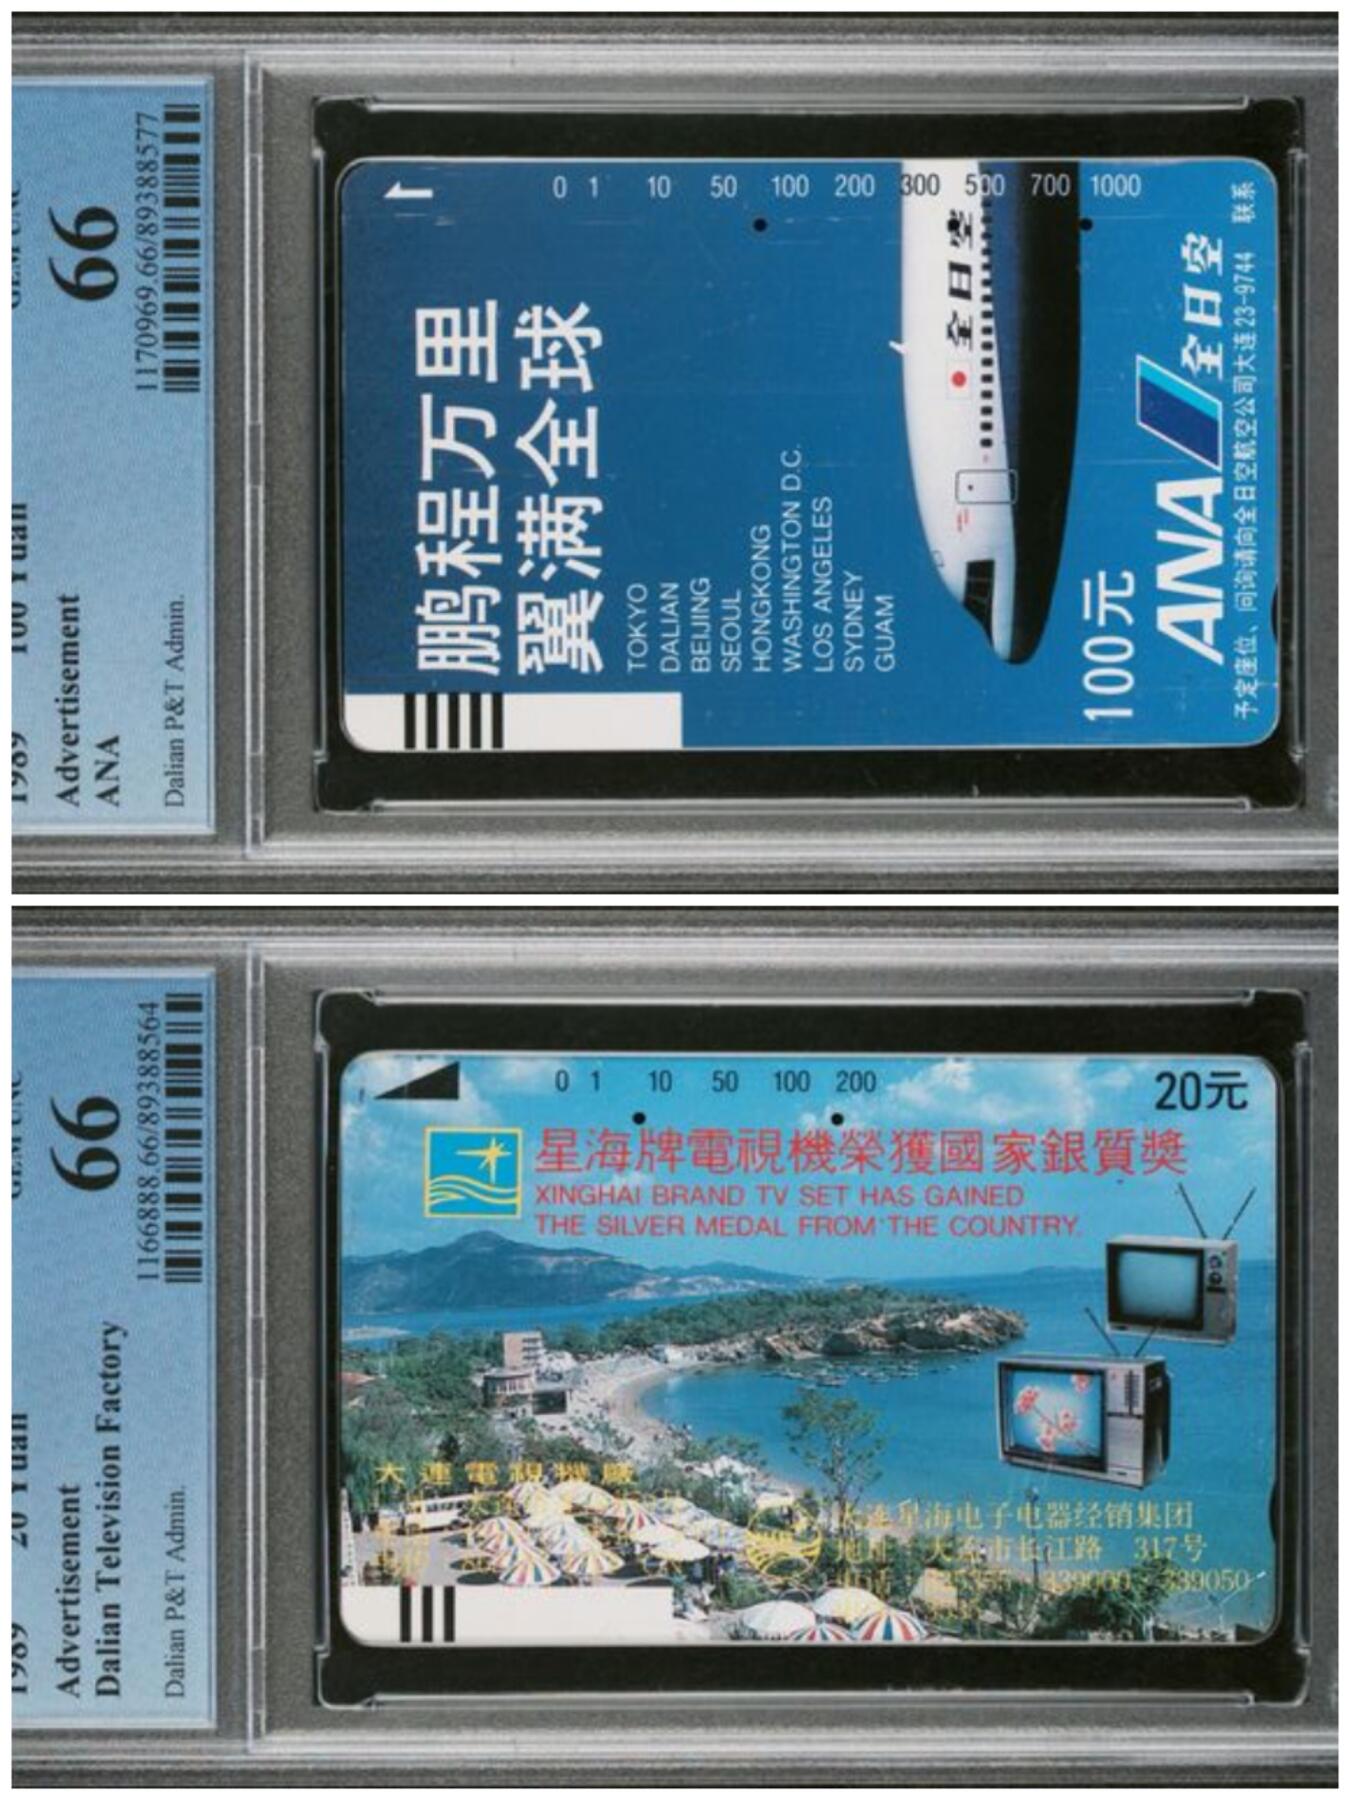 1989 100 Yuan
Advertisement
ANA
Dalian P&T Admin.
66
1170969.66/89388577
0 1 10 50 100 200 300 500 700 1000
鹏程万里
翼满全球
TOKYO
DALIAN
BEIJING
SEOUL
HONGKONG
WASHINGTON D.C.
LOS ANGELES
SYDNEY
GUAM
全日空
100元
ANA 全日空
予定座位、问询请向全日空航空公司大连23-9744 联系
1989 20 Yuan
Advertisement
Dalian Television Factory
Dalian P&T Admin.
GEM UNC
66
1166888.66/89388564
0 1 10 50 100 200
20元
星海牌電視機榮獲國家銀質獎
XINGHAI BRAND TV SET HAS GAINED
THE SILVER MEDAL FROM THE COUNTRY.
大連電視機廠
大连星海电子电器经销集团
地址 大连市长江路 317号
339050